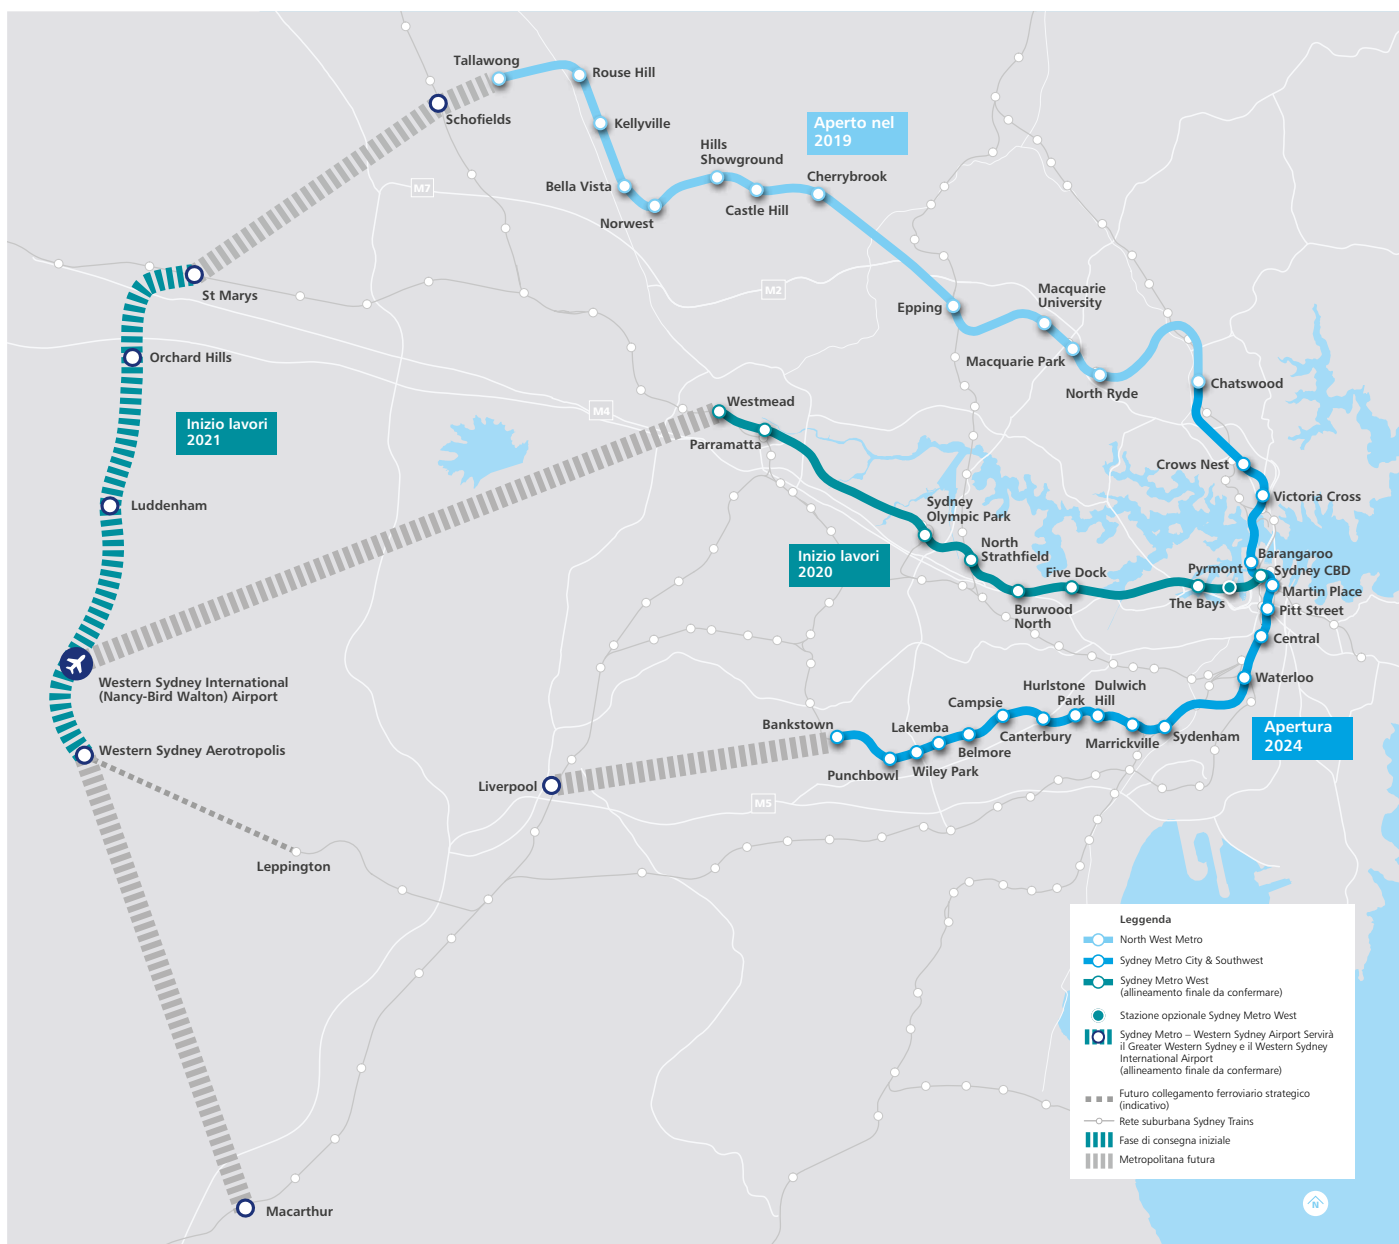 Tallawong
Rouse Hill
Schofields
Kellyville
Aperto nel
2019
Hills
Showground
Cherrybrook
M7
Bella Vista
Castle Hill
Norwest
St Marys
M2
Macquarie
University
Epping
Orchard Hills
Macquarie Park
North Ryde
Chatswood
Westmead
M4
Parramatta
Inizio lavori
2021
Crows Nest
Victoria Cross
Luddenham
Sydney
Olympic Park
North
Strathfield
Inizio lavori
2020
Barangaroo
Sydney CBD
Pyrmont
Five Dock
Martin Place
The Bays
Pitt Street
Burwood
North
Central
Waterloo
Western Sydney International
(Nancy-Bird Walton) Airport
Hurlstone
Park
Dulwich
Hill
Campsie
Bankstown
Lakemba
Canterbury
Sydenham
Marrickville
Belmore
Wiley Park
Punchbowl
Apertura
2024
Western Sydney Aerotropolis
Liverpool
M5
Leppington
Macarthur
Leggenda
North West Metro
Sydney Metro City & Southwest
Sydney Metro West
(allineamento finale da confermare)
Stazione opzionale Sydney Metro West
Sydney Metro – Western Sydney Airport Servirà
il Greater Western Sydney e il Western Sydney
International Airport
(allineamento finale da confermare)
Futuro collegamento ferroviario strategico
(indicativo)
Rete suburbana Sydney Trains
Fase di consegna iniziale
Metropolitana futura
N